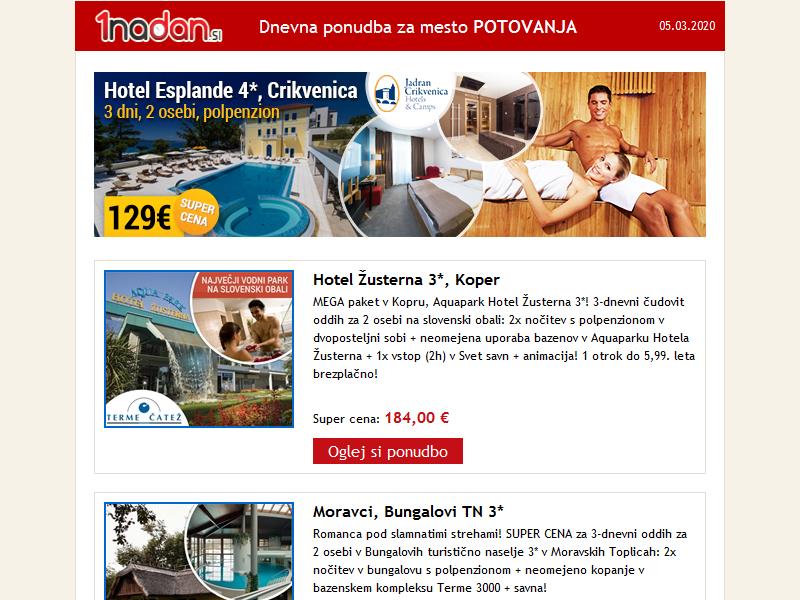 1nadan.si
Dnevna ponudba za mesto POTOVANJA
05.03.2020
Hotel Esplande 4*, Crikvenica
3 dni, 2 osebi, polpenzion
Jadran
Crikvenica
Hotels
& Camps
129€
SUPER
CENA
AQUA PARK
HOTEL ŽUSTERNA
NAJVEČJI VODNI PARK
NA SLOVENSKI OBALI
TERME ČATEŽ
Hotel Žusterna 3*, Koper
MEGA paket v Kopru, Aquapark Hotel Žusterna 3*! 3-dnevni čudovit
oddih za 2 osebi na slovenski obali: 2x nočitev s polpenzionom v
dvoposteljni sobi + neomejena uporaba bazenov v Aquaparku Hotela
Žusterna + 1x vstop (2h) v Svet savn + animacija! 1 otrok do 5,99. leta
brezplačno!
Super cena: 184,00 €
Oglej si ponudbo
Moravci, Bungalovi TN 3*
Romanca pod slamnatimi strehami! SUPER CENA za 3-dnevni oddih za
2 osebi v Bungalovih turistično naselje 3* v Moravskih Toplicah: 2x
nočitev v bungalovu s polpenzionom + neomejeno kopanje v
bazenskem kompleksu Terme 3000 + savna!